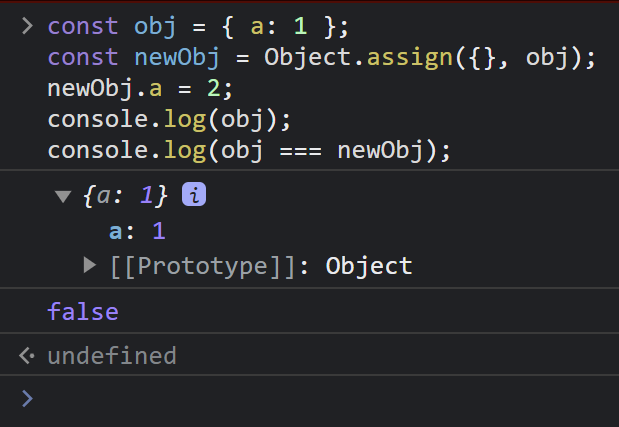 const obj = { a: 1 };
const newObj = Object.assign({}, obj);
newObj.a = 2;
console.log(obj);
console.log(obj === newObj);
{a: 1} i
a: 1
[[Prototype]]: Object
false
undefined